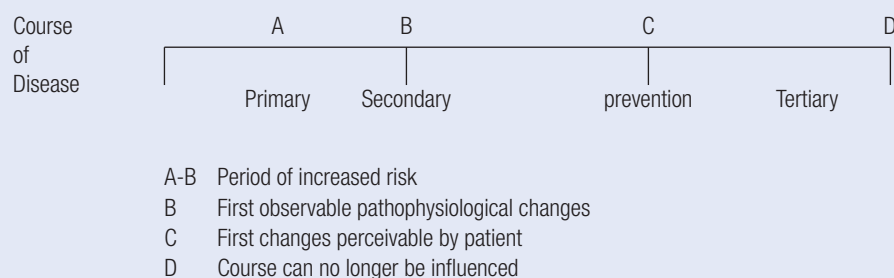 Course
of
Disease
A B C D
Primary Secondary prevention Tertiary
A-B Period of increased risk
B First observable pathophysiological changes
C First changes perceivable by patient
D Course can no longer be influenced